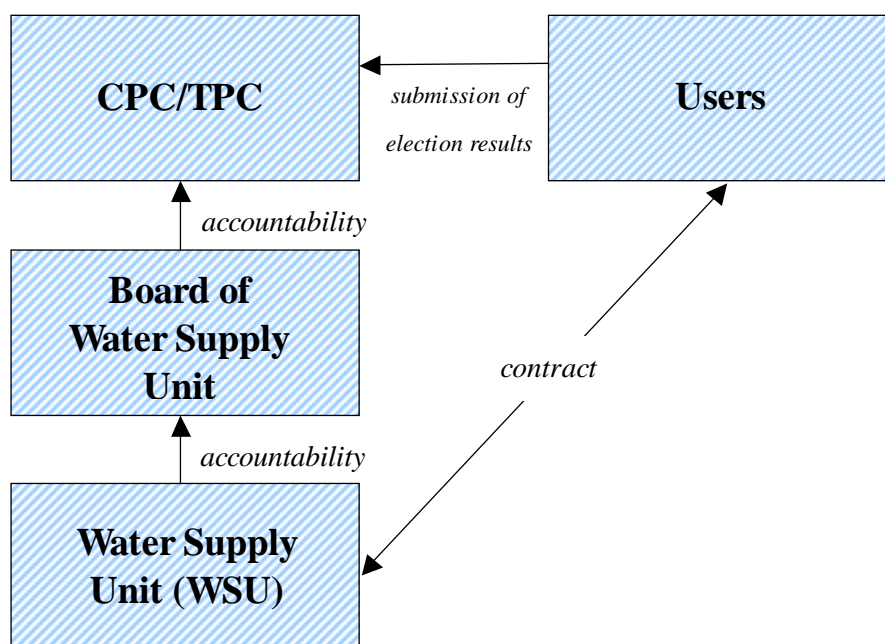 CPC/TPC
Users
submission of
election results
accountability
Board of
Water Supply
Unit
contract
accountability
Water Supply
Unit (WSU)